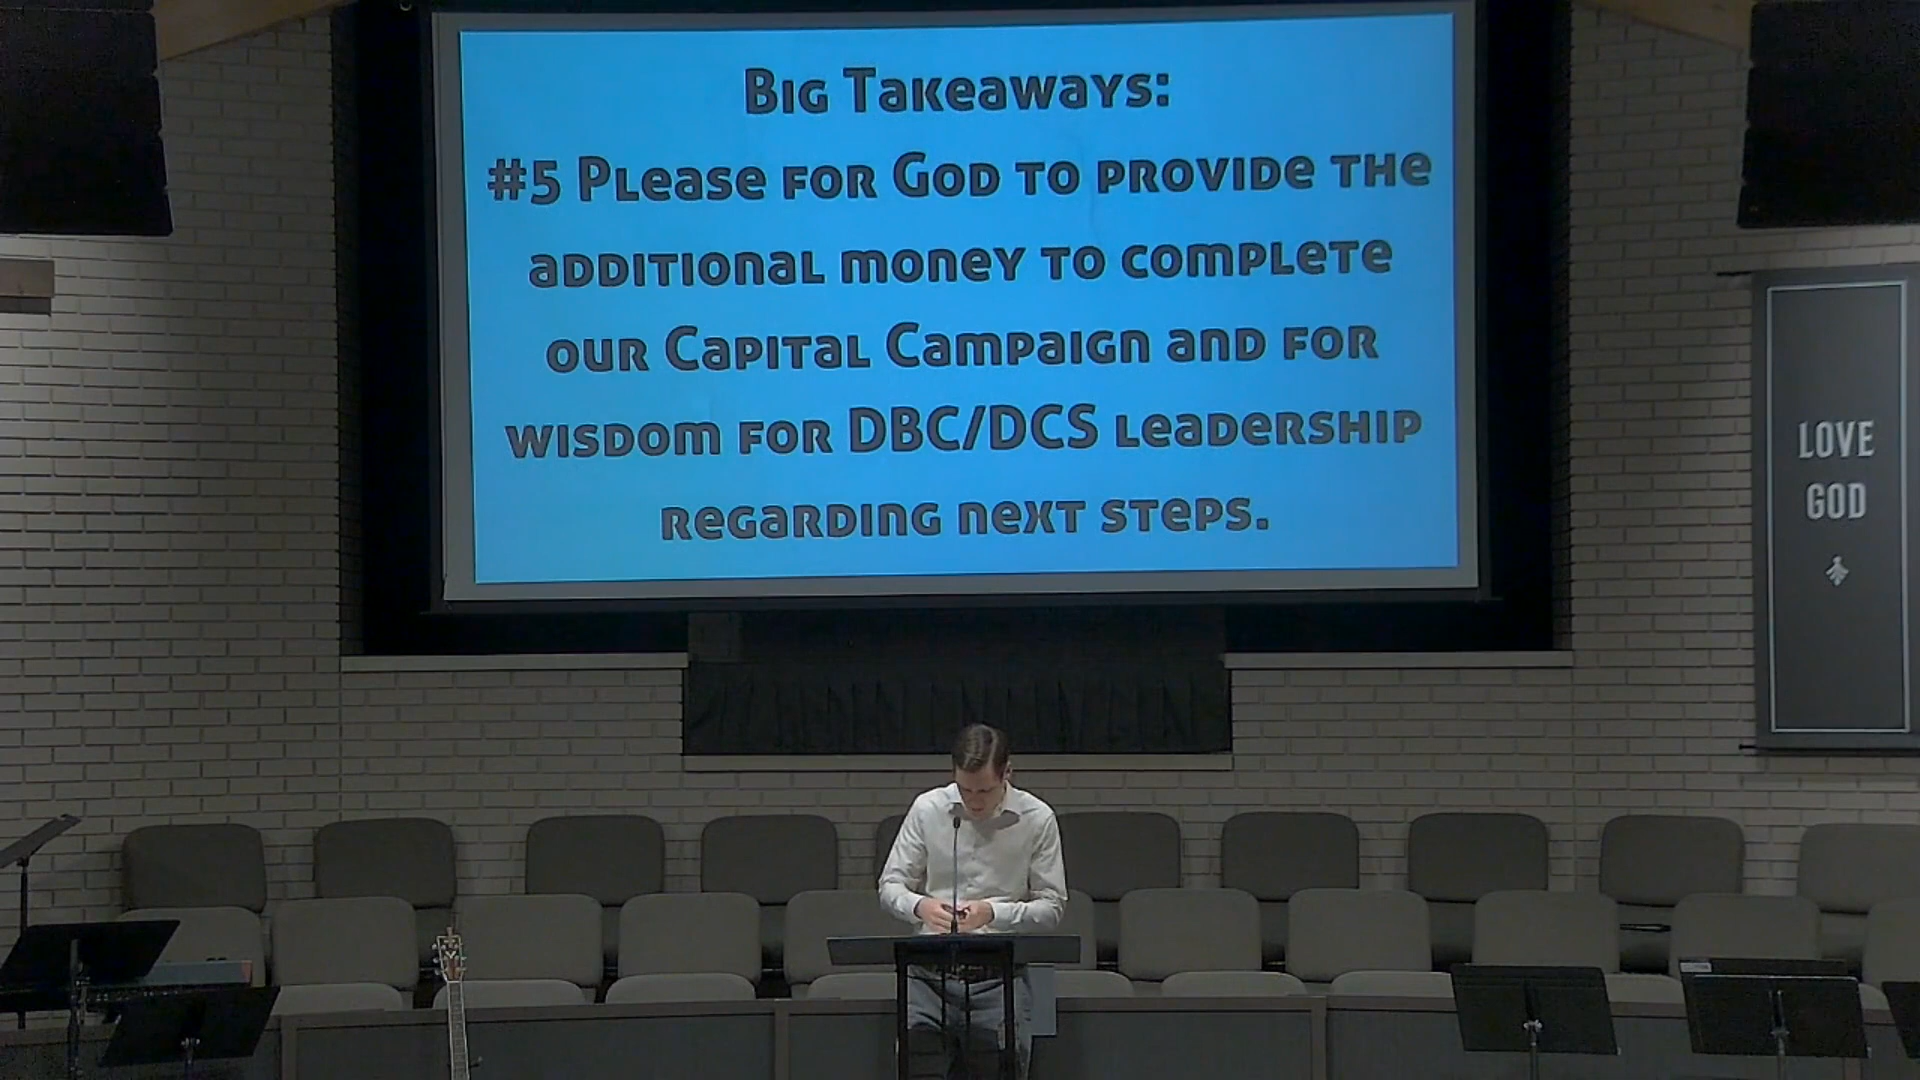 Big Takeaways:
#5 Please for God to provide the
additional money to complete
our Capital Campaign and for
wisdom for DBC/DCS leadership
regarding next steps.
LOVE
GOD